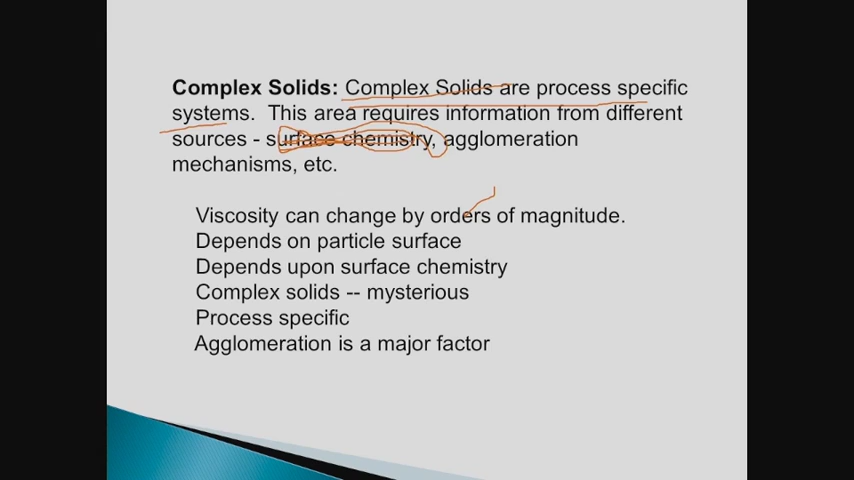 Complex Solids: Complex Solids are process specific
systems. This area requires information from different
sources - surface chemistry, agglomeration
mechanisms, etc.
Viscosity can change by orders of magnitude.
Depends on particle surface
Depends upon surface chemistry
Complex solids -- mysterious
Process specific
Agglomeration is a major factor